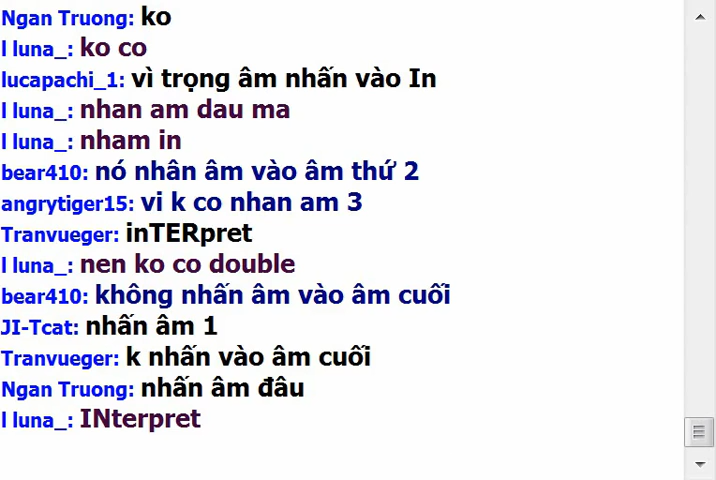 Ngan Truong: ko
l luna_: ko co
lucapachi_1: vì trọng âm nhấn vào In
l luna_: nhan am dau ma
l luna_: nham in
bear410: nó nhân âm vào âm thứ 2
angrytiger15: vi k co nhan am 3
Tranvueger: inTERpret
l luna_: nen ko co double
bear410: không nhấn âm vào âm cuối
JI-Tcat: nhấn âm 1
Tranvueger: k nhấn vào âm cuối
Ngan Truong: nhấn âm đâu
l luna_: INterpret